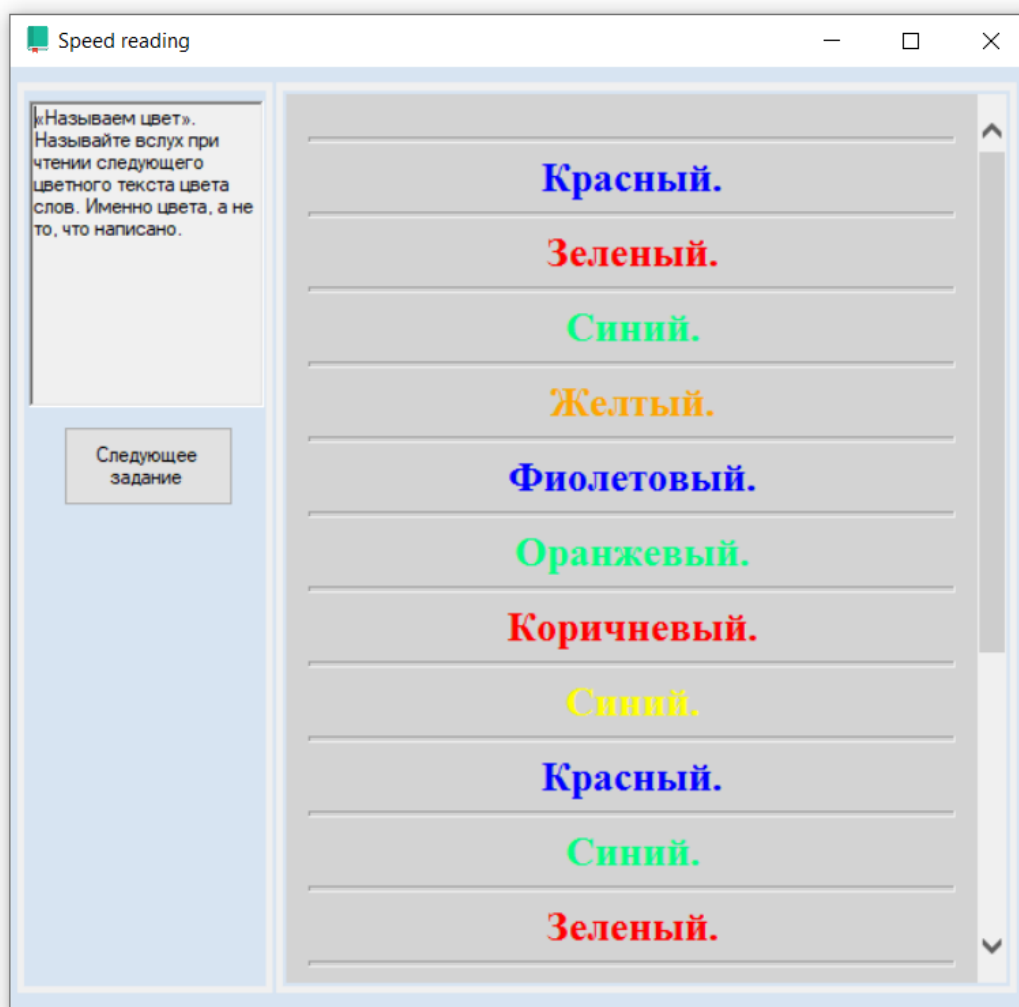 Speed reading
«Называем цвет».
Называйте вслух при
чтении следующего
цветного текста цвета
слов. Именно цвета, а не
то, что написано.
Следующее
задание
Красный.
Зеленый.
Синий.
Желтый.
Фиолетовый.
Оранжевый.
Коричневый.
Синий.
Красный.
Синий.
Зеленый.